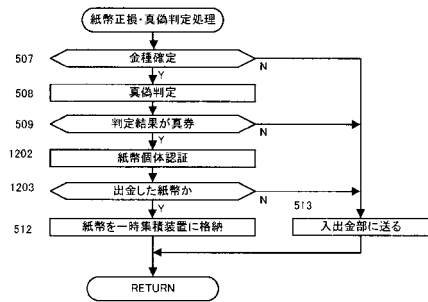 紙幣正損・真偽判定処理
507
金種確定
N
Y
508
真偽判定
509
判定結果が真券
N
Y
1202
紙幣個体認証
1203
出金した紙幣か
N
Y
513
512
紙幣を一時集積装置に格納
入出金部に送る
RETURN